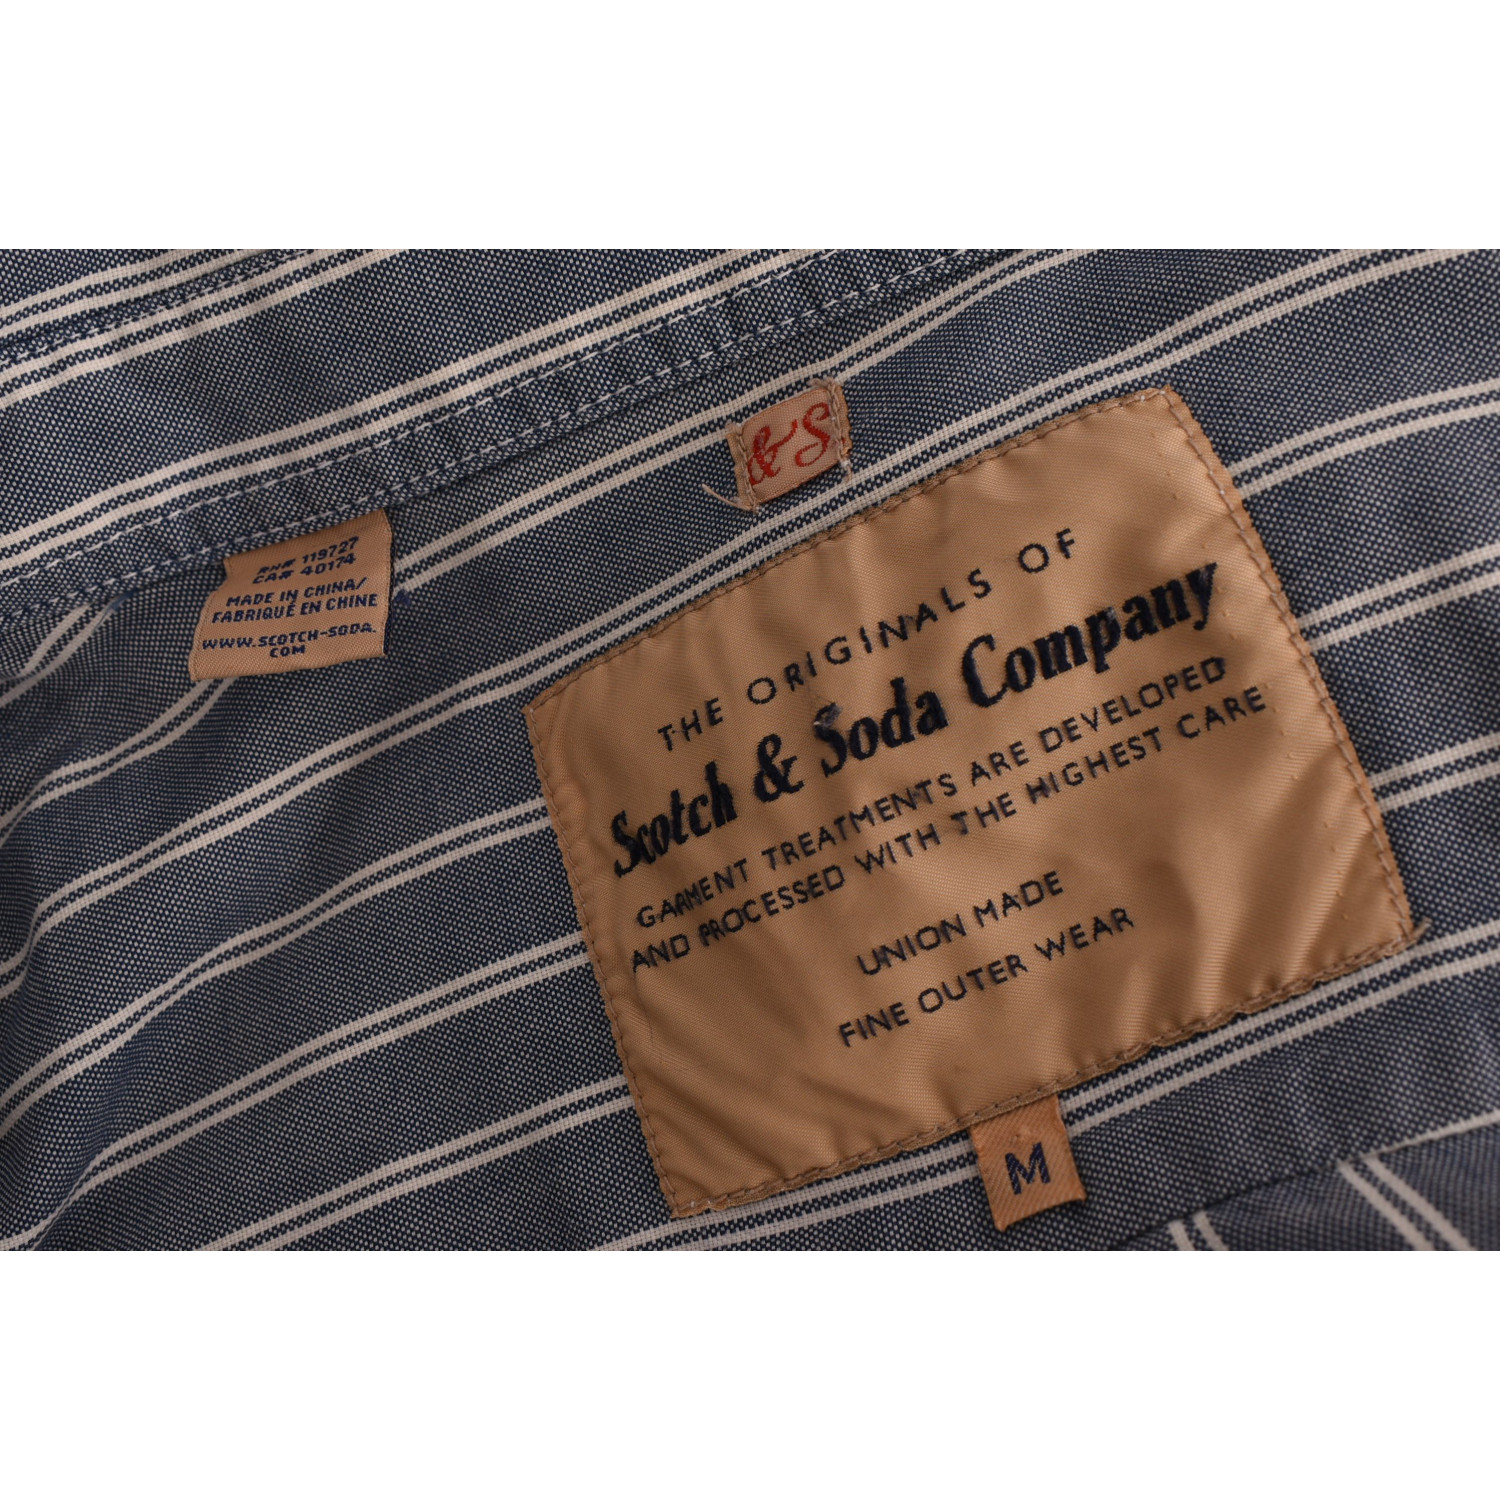 &S
RN# 119727
CA# 40174
MADE IN CHINA/
FABRIQUÉ EN CHINE
WWW.SCOTCH-SODA.
COM
THE ORIGINALS OF
Scotch & Soda Company
GARMENT TREATMENTS ARE DEVELOPED
AND PROCESSED WITH THE HIGHEST CARE
UNION MADE
FINE OUTER WEAR
M